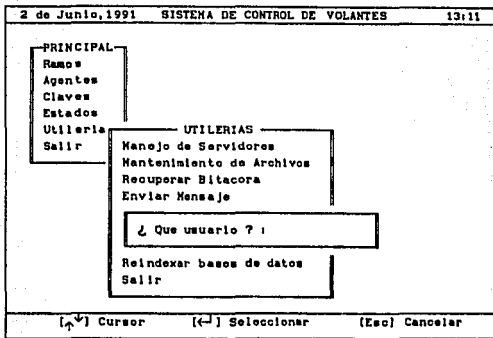 2 de Junio,1991 SISTEMA DE CONTROL DE VOLANTES 13:11
PRINCIPAL
Ramos
Agentes
Claves
Estados
Utileria
Salir
UTILERIAS
Manejo de Servidores
Mantenimiento de Archivos
Recuperar Bitacora
Enviar Mensaje
¿ Que usuario ? :
Reindexar bases de datos
Salir
[↑↓] Cursor [↵] Seleccionar [Esc] Cancelar